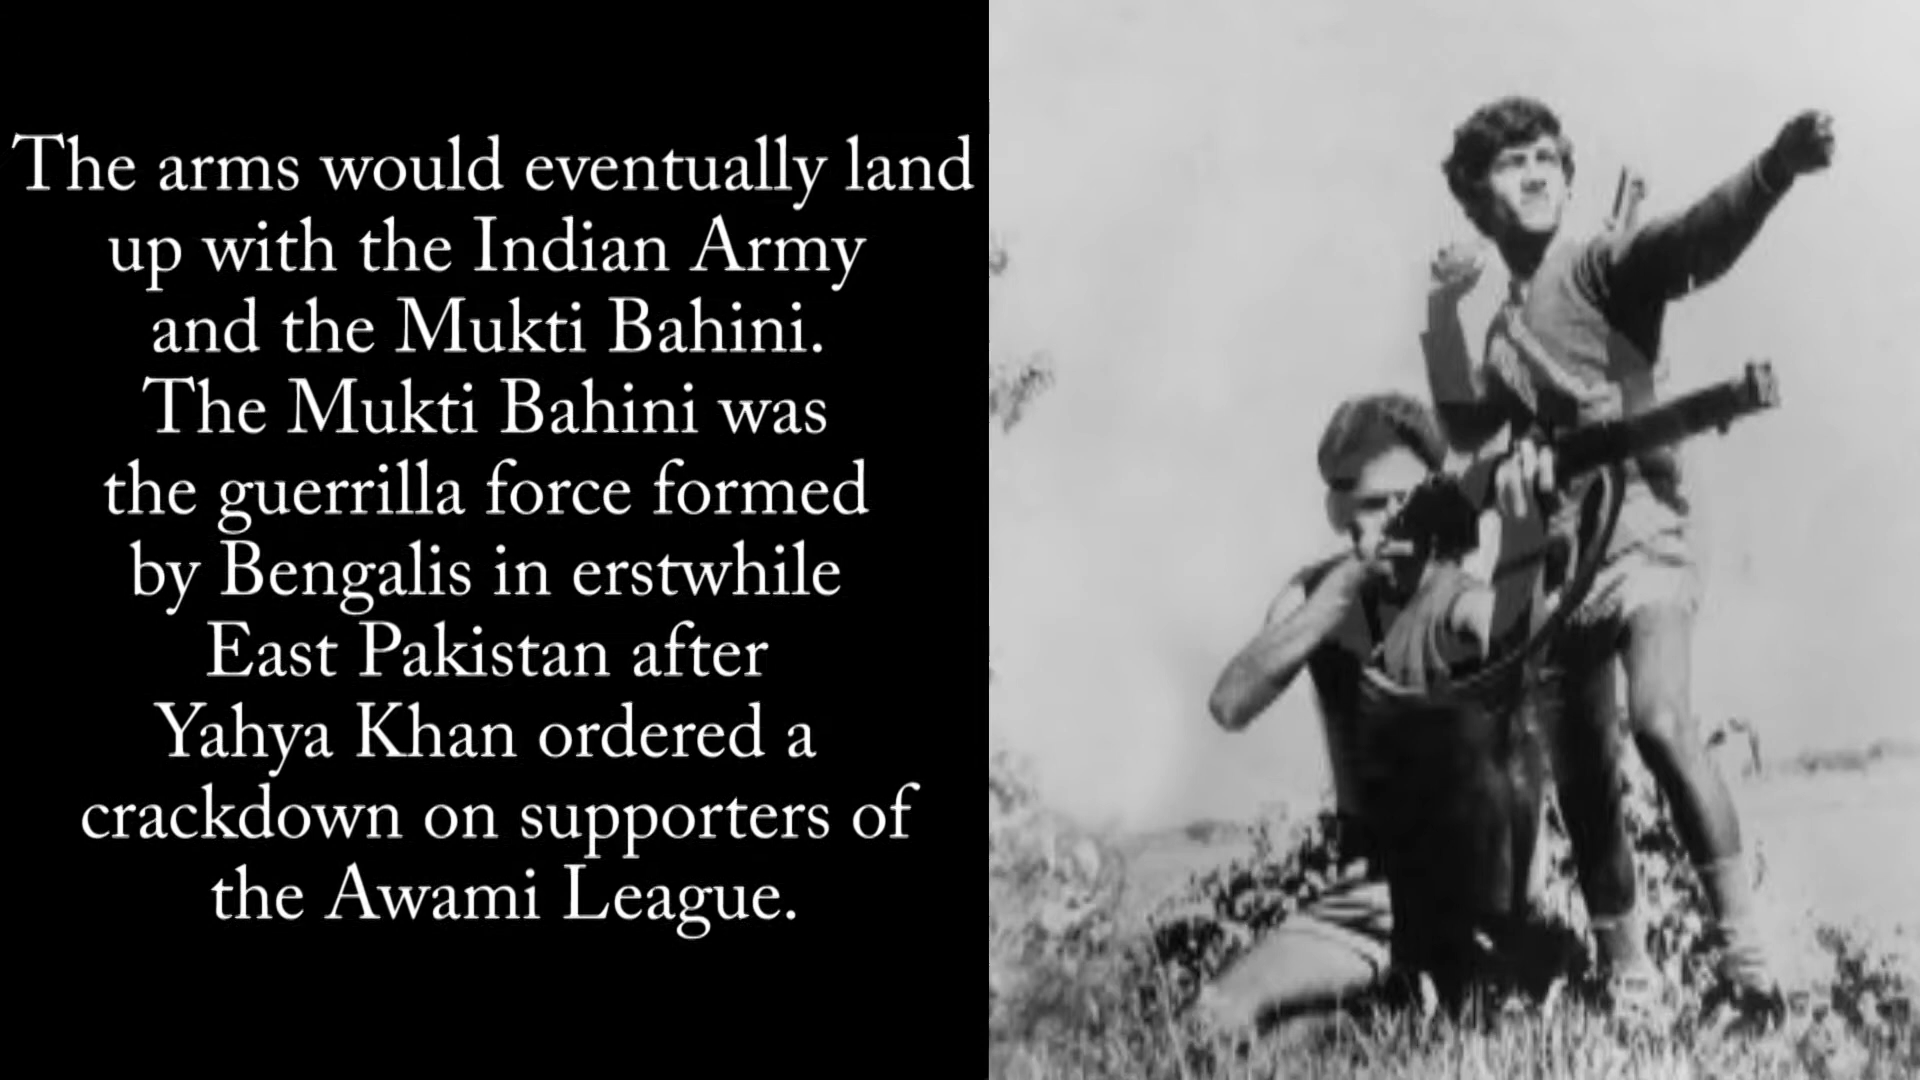 The arms would eventually land
up with the Indian Army
and the Mukti Bahini.
The Mukti Bahini was
the guerrilla force formed
by Bengalis in erstwhile
East Pakistan after
Yahya Khan ordered a
crackdown on supporters of
the Awami League.